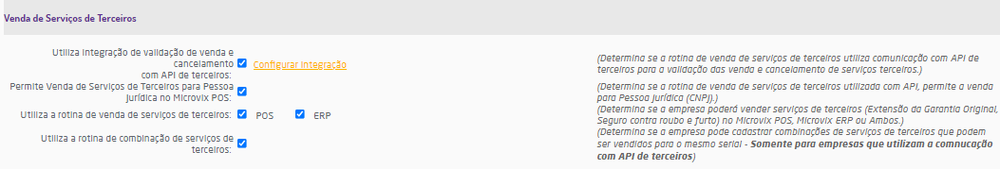 Venda de Serviços de Terceiros
Utiliza integração de validação de venda e
cancelamento
com API de terceiros:
Configurar Integração
(Determina se a rotina de venda de serviços de terceiros utiliza comunicação com API de
terceiros para a validação das venda e cancelamento de serviços terceiros.)
Permite Venda de Serviços de Terceiros para Pessoa
Jurídica no Microvix POS:
(Determina se a rotina de venda de serviços de terceiros utilizada com API, permite a venda
para Pessoa Jurídica (CNPJ).)
Utiliza a rotina de venda de serviços de terceiros:
POS
ERP
(Determina se a empresa poderá vender serviços de terceiros (Extensão da Garantia Original,
Seguro contra roubo e furto) no Microvix POS, Microvix ERP ou Ambos.)
Utiliza a rotina de combinação de serviços de
terceiros:
(Determina se a empresa pode cadastrar combinações de serviços de terceiros que podem
ser vendidos para o mesmo serial - Somente para empresas que utilizam a comnucação
com API de terceiros)